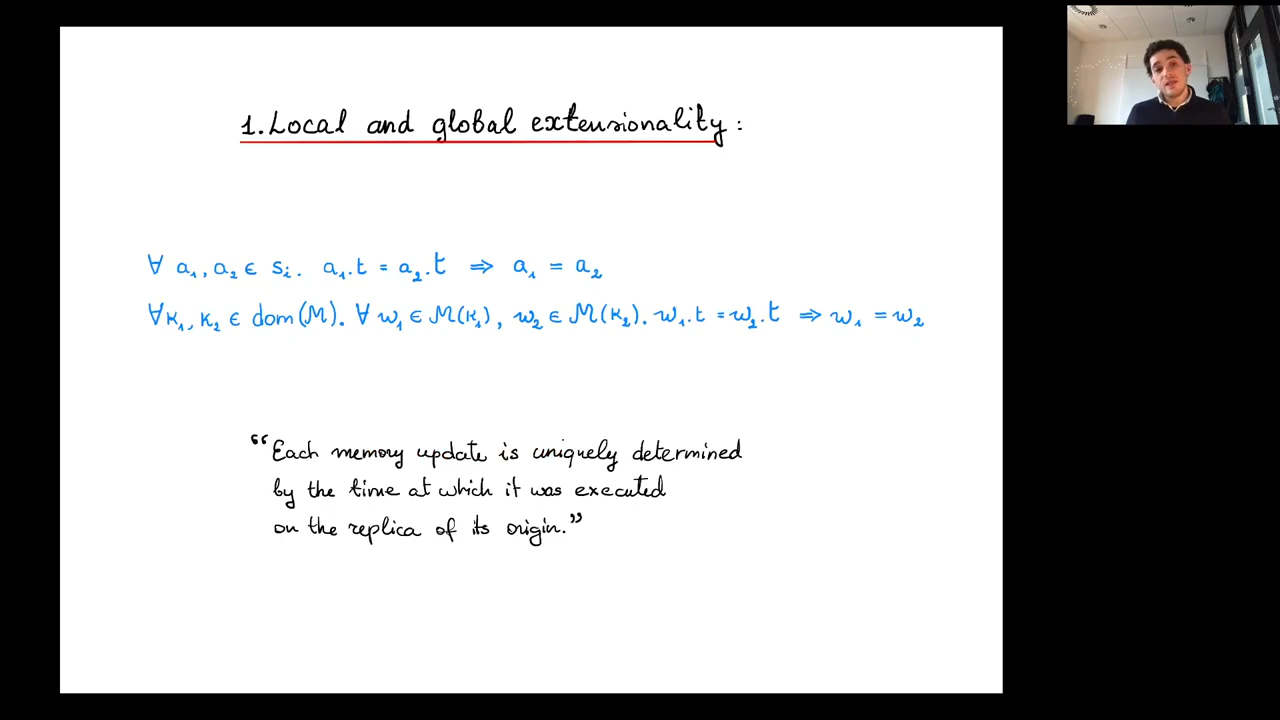 1. Local and global extensionality:
∀ a₁, a₂ ∈ sᵢ. a₁.t = a₂.t ⇒ a₁ = a₂
∀κ₁, κ₂ ∈ dom(M). ∀ w₁ ∈ M(κ₁), w₂ ∈ M(κ₂). w₁.t = w₂.t ⇒ w₁ = w₂
“Each memory update is uniquely determined
by the time at which it was executed
on the replica of its origin.”